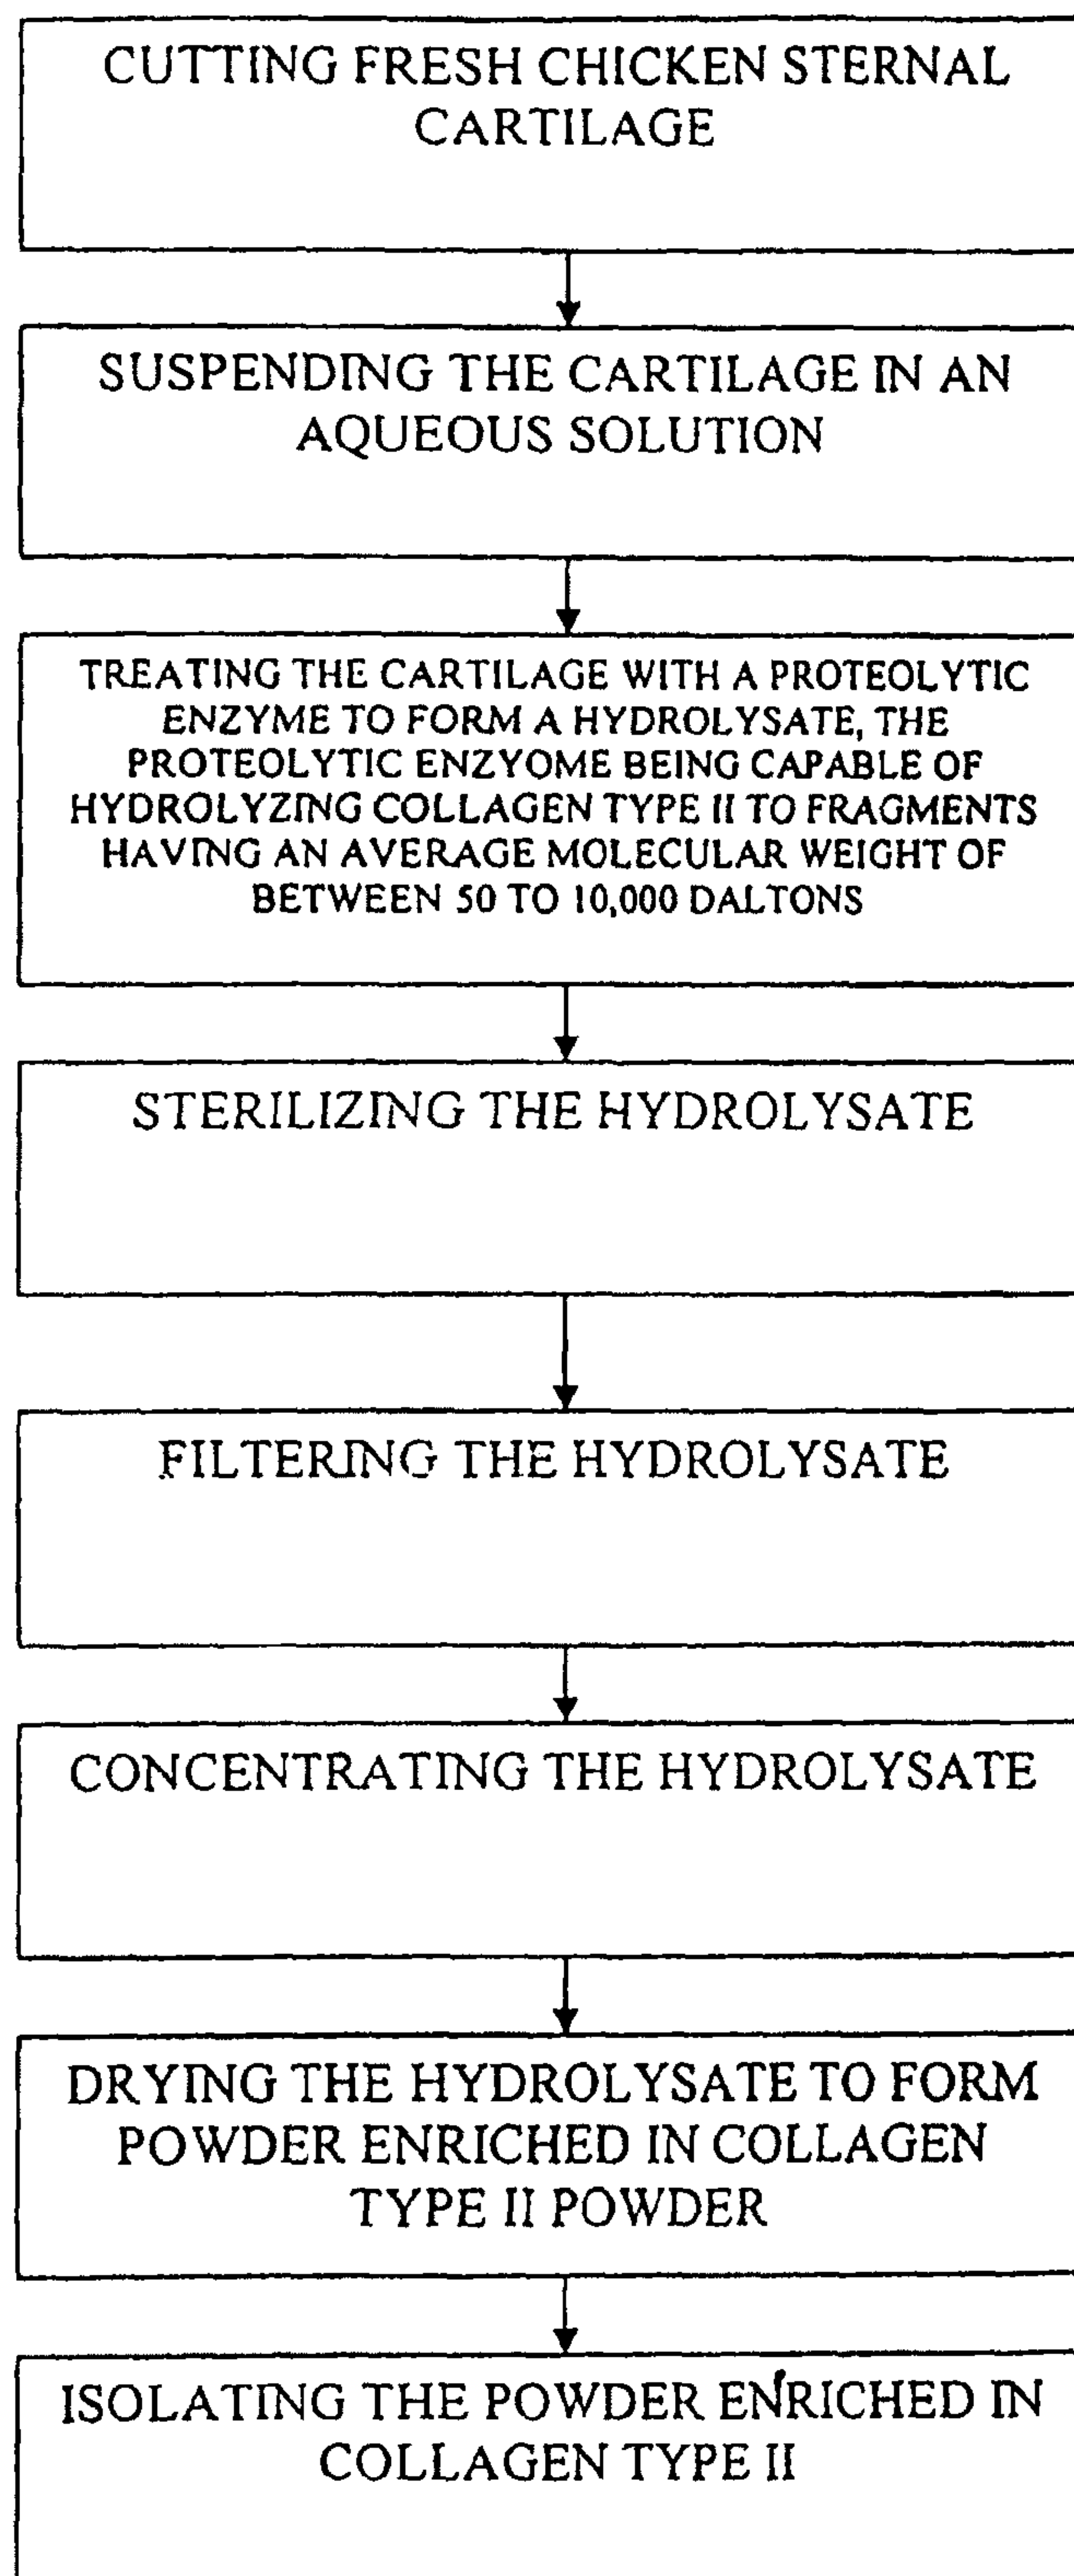 CUTTING FRESH CHICKEN STERNAL
CARTILAGE
SUSPENDING THE CARTILAGE IN AN
AQUEOUS SOLUTION
TREATING THE CARTILAGE WITH A PROTEOLYTIC
ENZYME TO FORM A HYDROLYSATE, THE
PROTEOLYTIC ENZYOME BEING CAPABLE OF
HYDROLYZING COLLAGEN TYPE II TO FRAGMENTS
HAVING AN AVERAGE MOLECULAR WEIGHT OF
BETWEEN 50 TO 10,000 DALTONS
STERILIZING THE HYDROLYSATE
FILTERING THE HYDROLYSATE
CONCENTRATING THE HYDROLYSATE
DRYING THE HYDROLYSATE TO FORM
POWDER ENRICHED IN COLLAGEN
TYPE II POWDER
ISOLATING THE POWDER ENRICHED IN
COLLAGEN TYPE II